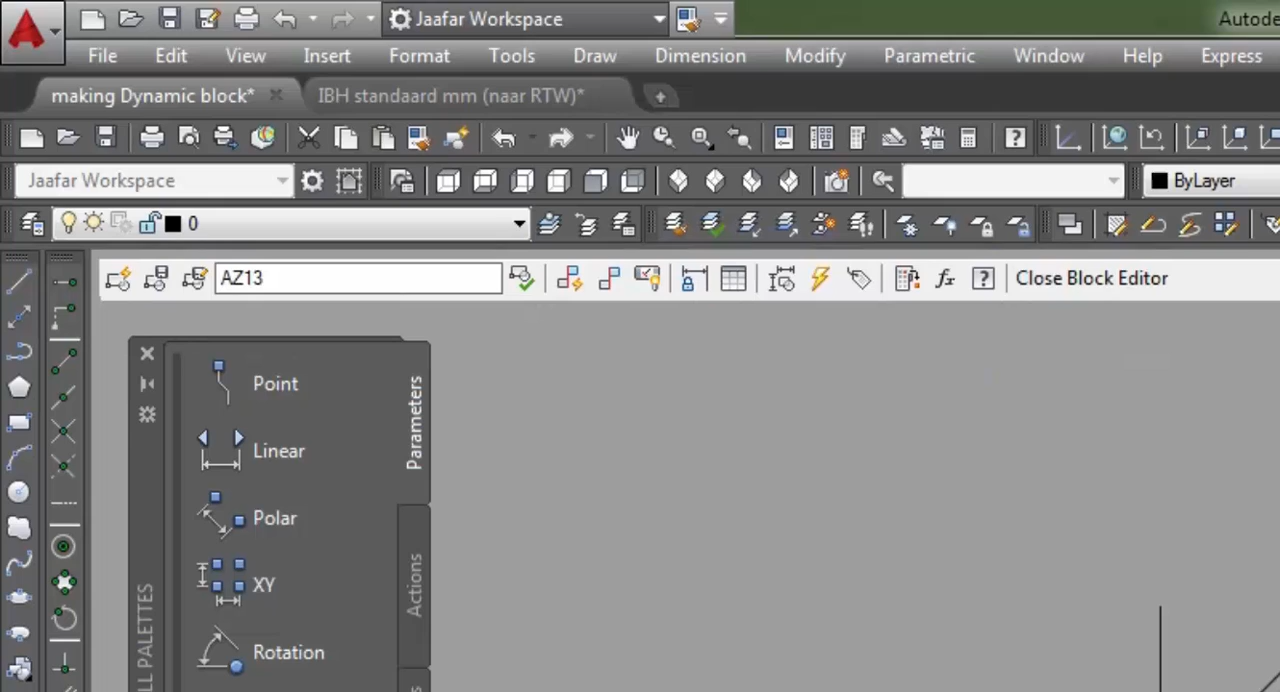 Jaafar Workspace
Autode
File Edit View Insert Format Tools Draw Dimension Modify Parametric Window Help Express
making Dynamic block*
IBH standaard mm (naar RTW)*
Jaafar Workspace
ByLayer
0
AZ13
fx
Close Block Editor
Point
Linear
Polar
XY
Rotation
Parameters
Actions
LL PALETTES